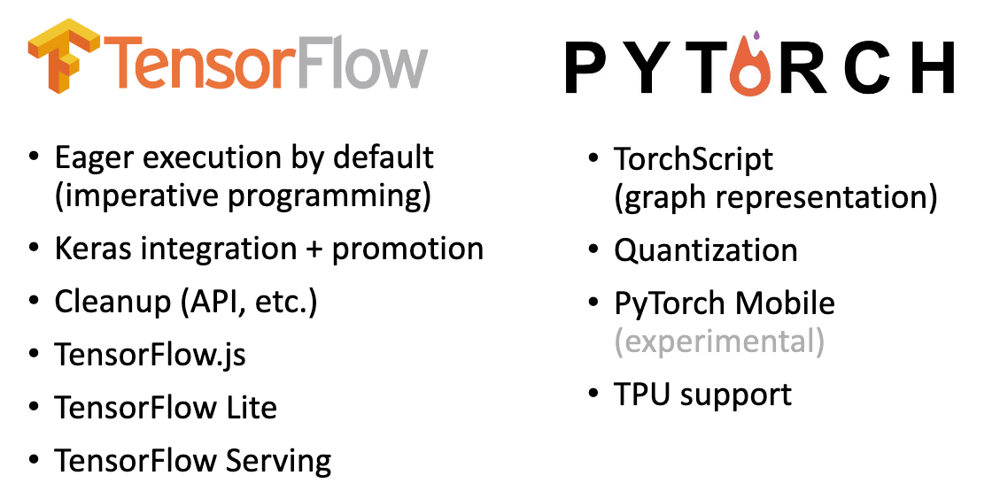 TensorFlow
• Eager execution by default
(imperative programming)
• Keras integration + promotion
• Cleanup (API, etc.)
• TensorFlow.js
• TensorFlow Lite
• TensorFlow Serving
PYTORCH
• TorchScript
(graph representation)
• Quantization
• PyTorch Mobile
(experimental)
• TPU support